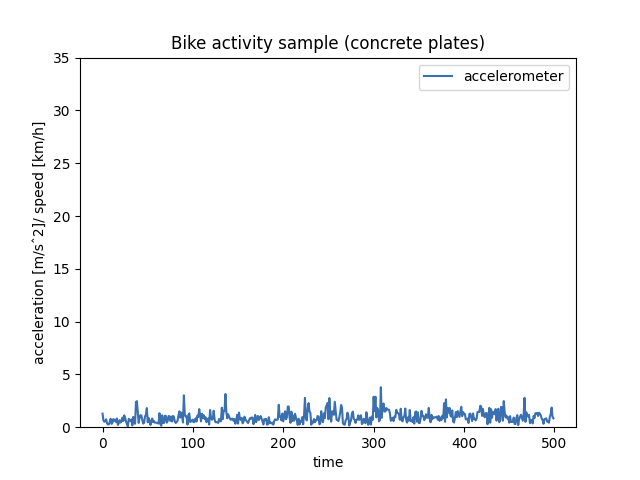 Bike activity sample (concrete plates)
accelerometer
acceleration [m/sˆ2]/ speed [km/h]
35
30
25
20
15
10
5
0
0 100 200 300 400 500
time